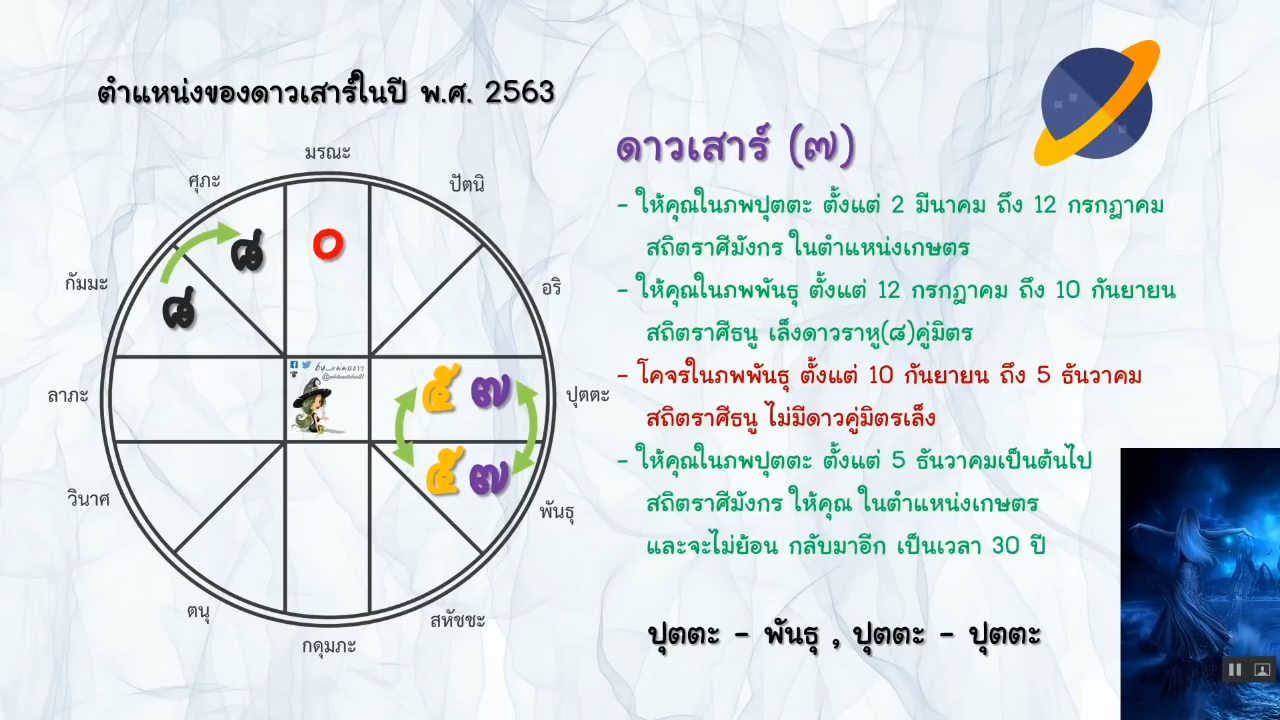 ตำแหน่งของดาวเสาร์ในปี พ.ศ. 2563
มรณะ
ศุภะ
ปัตนิ
กัมมะ
อริ
ลาภะ
ปุตตะ
วินาศ
พันธุ
ตนุ
สหัชชะ
กดุมภะ
๘
๐
๘
๕ ๗
๕ ๗
ดาวเสาร์ (๗)
- ให้คุณในภพปุตตะ ตั้งแต่ 2 มีนาคม ถึง 12 กรกฎาคม
สถิตราศีมังกร ในตำแหน่งเกษตร
- ให้คุณในภพพันธุ ตั้งแต่ 12 กรกฎาคม ถึง 10 กันยายน
สถิตราศีธนู เล็งดาวราหู(๘)คู่มิตร
- โคจรในภพพันธุ ตั้งแต่ 10 กันยายน ถึง 5 ธันวาคม
สถิตราศีธนู ไม่มีดาวคู่มิตรเล็ง
- ให้คุณในภพปุตตะ ตั้งแต่ 5 ธันวาคมเป็นต้นไป
สถิตราศีมังกร ให้คุณ ในตำแหน่งเกษตร
และจะไม่ย้อน กลับมาอีก เป็นเวลา 30 ปี
ปุตตะ - พันธุ , ปุตตะ - ปุตตะ